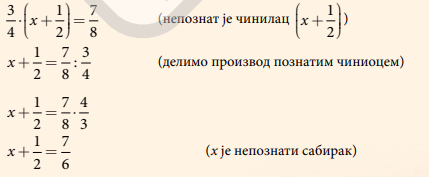 3/4 · (x + 1/2) = 7/8 (непознат је чинилац (x + 1/2))
x + 1/2 = 7/8 : 3/4 (делимо производ познатим чиниоцем)
x + 1/2 = 7/8 · 4/3
x + 1/2 = 7/6 (x је непознати сабирак)